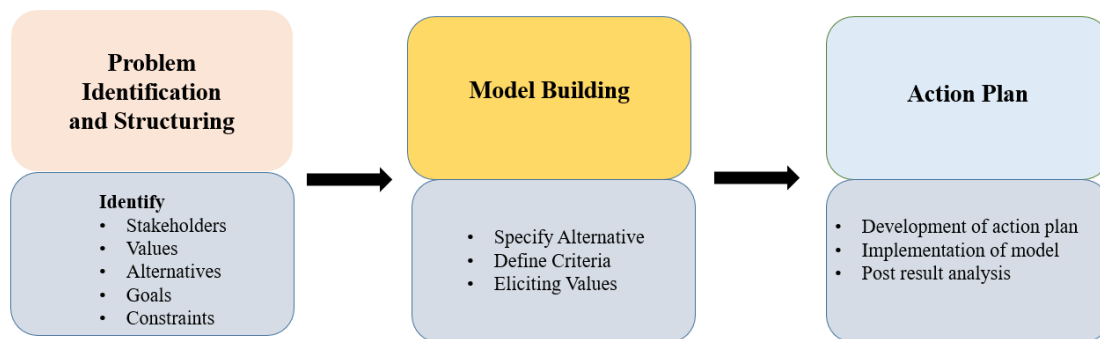 Problem
Identification
and Structuring
Identify
• Stakeholders
• Values
• Alternatives
• Goals
• Constraints
Model Building
• Specify Alternative
• Define Criteria
• Eliciting Values
Action Plan
• Development of action plan
• Implementation of model
• Post result analysis